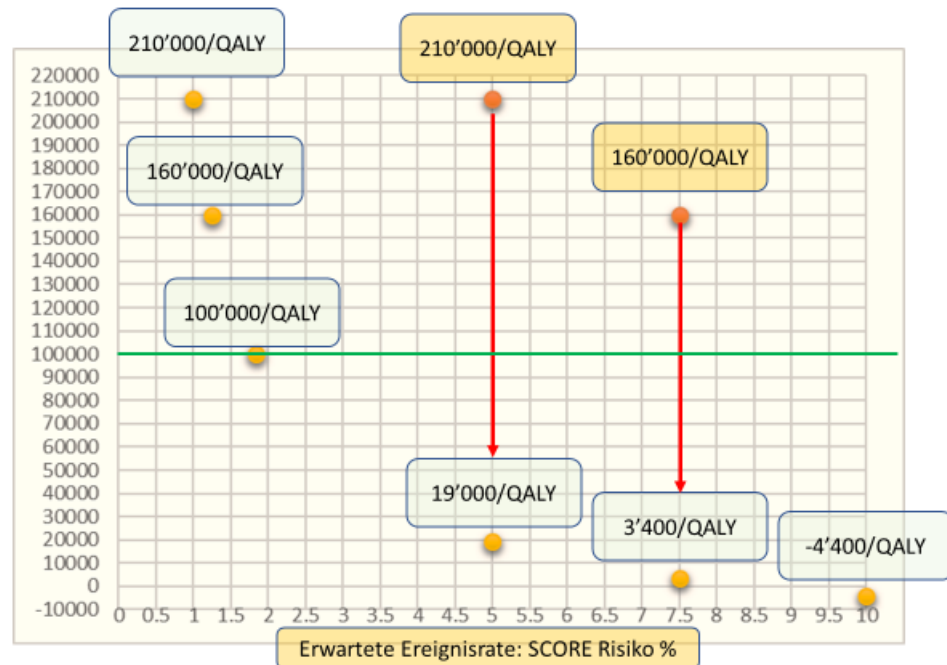 210’000/QALY
210’000/QALY
220000
210000
200000
190000
180000
170000
160000
150000
140000
130000
120000
110000
100000
90000
80000
70000
60000
50000
40000
30000
20000
10000
0
-10000
160’000/QALY
160’000/QALY
100’000/QALY
19’000/QALY
3’400/QALY
-4’400/QALY
0 0.5 1 1.5 2 2.5 3 3.5 4 4.5 5 5.5 6 6.5 7 7.5 8 8.5 9 9.5 10
Erwartete Ereignisrate: SCORE Risiko %